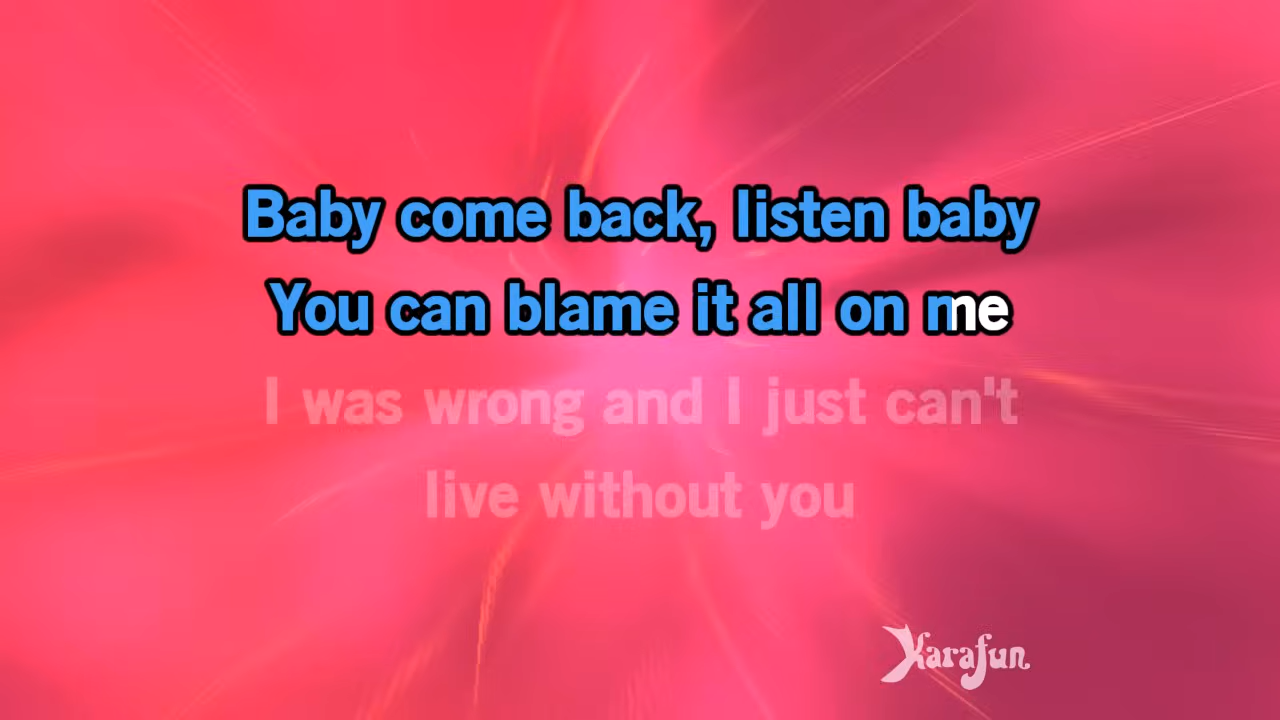 Baby come back, listen baby
You can blame it all on me
I was wrong and I just can't
live without you
Karafun